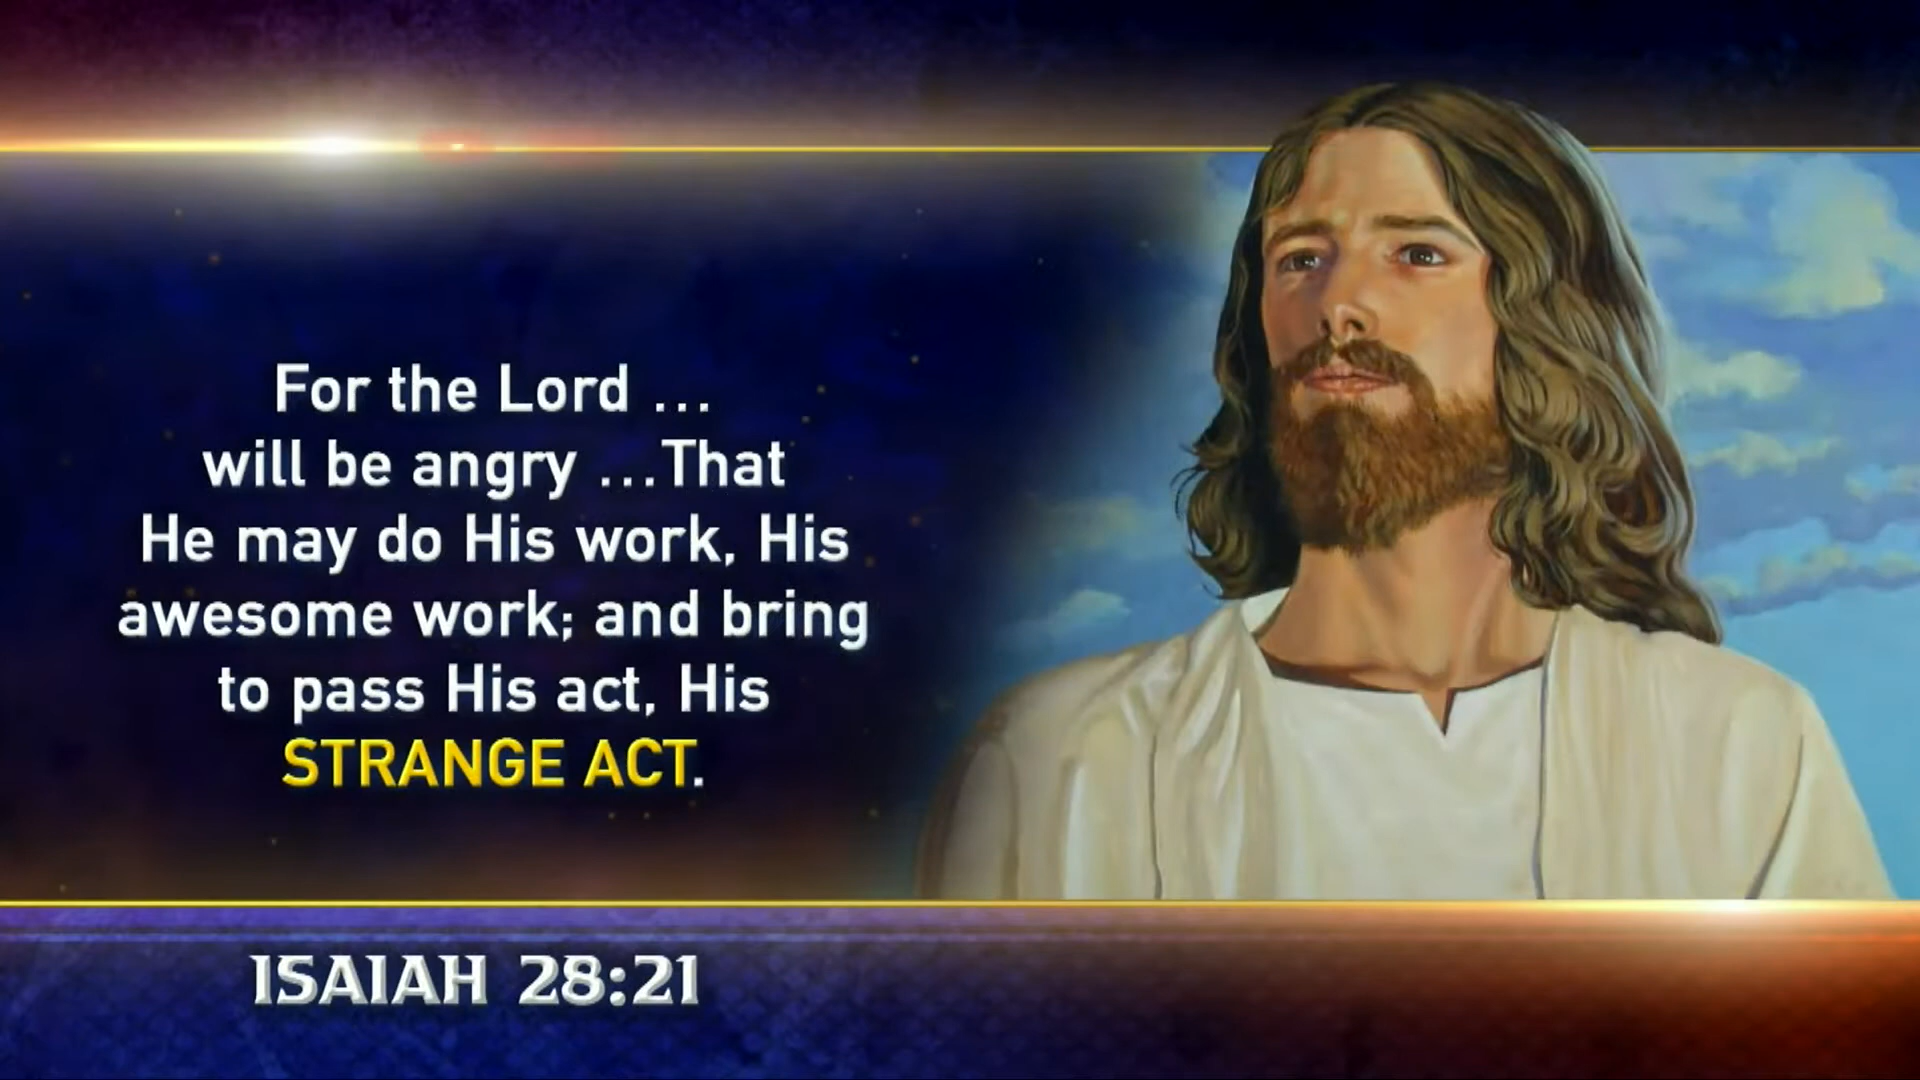 For the Lord ...
will be angry ...That
He may do His work, His
awesome work; and bring
to pass His act, His
STRANGE ACT.
ISAIAH 28:21